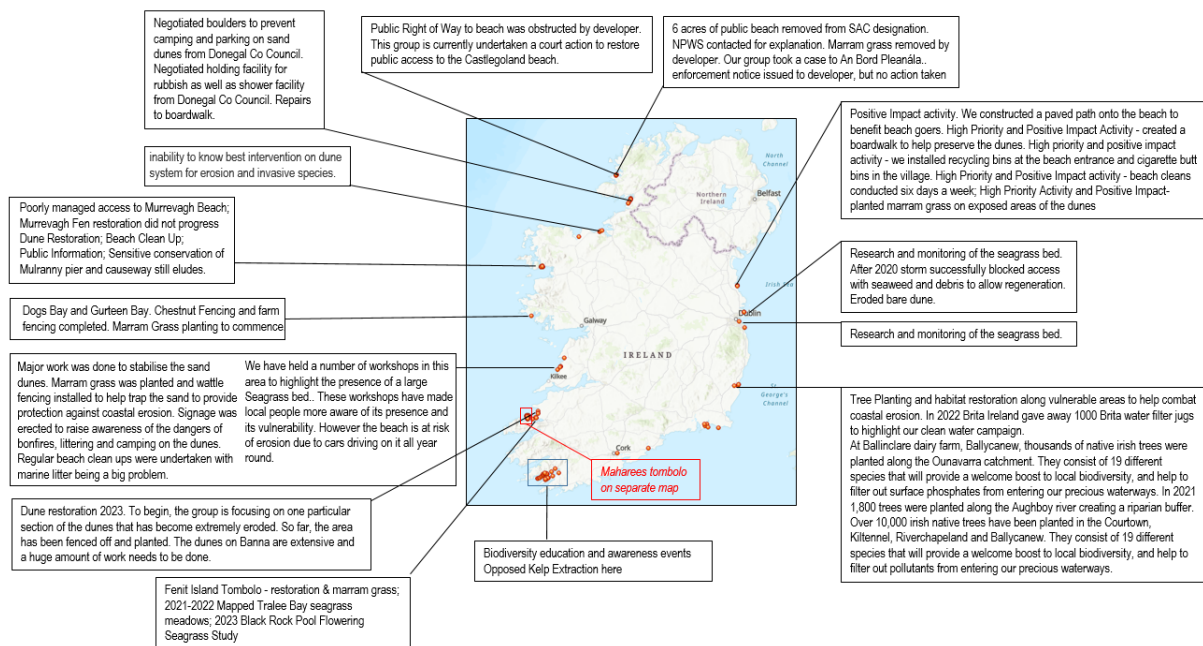 Negotiated boulders to prevent
camping and parking on sand
dunes from Donegal Co Council.
Negotiated holding facility for
rubbish as well as shower facility
from Donegal Co Council. Repairs
to boardwalk.
Public Right of Way to beach was obstructed by developer.
This group is currently undertaken a court action to restore
public access to the Castlegoland beach.
6 acres of public beach removed from SAC designation.
NPWS contacted for explanation. Marram grass removed by
developer. Our group took a case to An Bord Pleanála..
enforcement notice issued to developer, but no action taken
inability to know best intervention on dune
system for erosion and invasive species.
Positive Impact activity. We constructed a paved path onto the beach to
benefit beach goers. High Priority and Positive Impact Activity - created a
boardwalk to help preserve the dunes. High priority and positive impact
activity - we installed recycling bins at the beach entrance and cigarette butt
bins in the village. High Priority and Positive Impact activity - beach cleans
conducted six days a week; High Priority Activity and Positive Impact-
planted marram grass on exposed areas of the dunes
Poorly managed access to Murrevagh Beach;
Murrevagh Fen restoration did not progress
Dune Restoration; Beach Clean Up;
Public Information; Sensitive conservation of
Mulranny pier and causeway still eludes.
Research and monitoring of the seagrass bed.
After 2020 storm successfully blocked access
with seaweed and debris to allow regeneration.
Eroded bare dune.
Dogs Bay and Gurteen Bay. Chestnut Fencing and farm
fencing completed. Marram Grass planting to commence
Research and monitoring of the seagrass bed.
Major work was done to stabilise the sand
dunes. Marram grass was planted and wattle
fencing installed to help trap the sand to provide
protection against coastal erosion. Signage was
erected to raise awareness of the dangers of
bonfires, littering and camping on the dunes.
Regular beach clean ups were undertaken with
marine litter being a big problem.
We have held a number of workshops in this
area to highlight the presence of a large
Seagrass bed.. These workshops have made
local people more aware of its presence and
its vulnerability. However the beach is at risk
of erosion due to cars driving on it all year
round.
Tree Planting and habitat restoration along vulnerable areas to help combat
coastal erosion. In 2022 Brita Ireland gave away 1000 Brita water filter jugs
to highlight our clean water campaign.
At Ballinclare dairy farm, Ballycanew, thousands of native irish trees were
planted along the Ounavarra catchment. They consist of 19 different
species that will provide a welcome boost to local biodiversity, and help to
filter out surface phosphates from entering our precious waterways. In 2021
1,800 trees were planted along the Aughboy river creating a riparian buffer.
Over 10,000 irish native trees have been planted in the Courtown,
Kiltennel, Riverchapeland and Ballycanew. They consist of 19 different
species that will provide a welcome boost to local biodiversity, and help to
filter out pollutants from entering our precious waterways.
Dune restoration 2023. To begin, the group is focusing on one particular
section of the dunes that has become extremely eroded. So far, the area
has been fenced off and planted. The dunes on Banna are extensive and
a huge amount of work needs to be done.
Maharees tombolo
on separate map
Biodiversity education and awareness events
Opposed Kelp Extraction here
Fenit Island Tombolo - restoration & marram grass;
2021-2022 Mapped Tralee Bay seagrass
meadows; 2023 Black Rock Pool Flowering
Seagrass Study
North
Channel
Northern
Ireland
Belfast
Irish Sea
Dublin
Galway
IRELAND
Kilkee
St George's
Channel
Cork